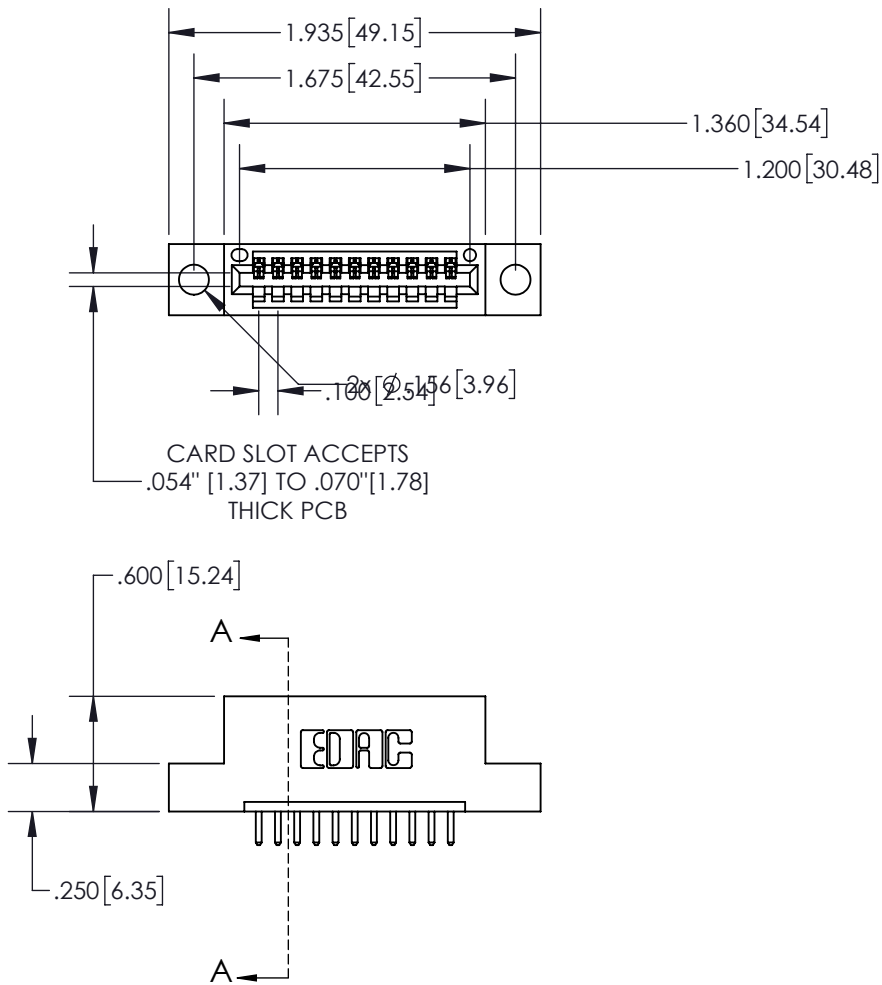 1.935[49.15]
1.675[42.55]
1.360[34.54]
1.200[30.48]
2x Ø .156 [3.96]
.100[2.54]
CARD SLOT ACCEPTS
.054" [1.37] TO .070"[1.78]
THICK PCB
.600[15.24]
A
EDAC
.250[6.35]
A